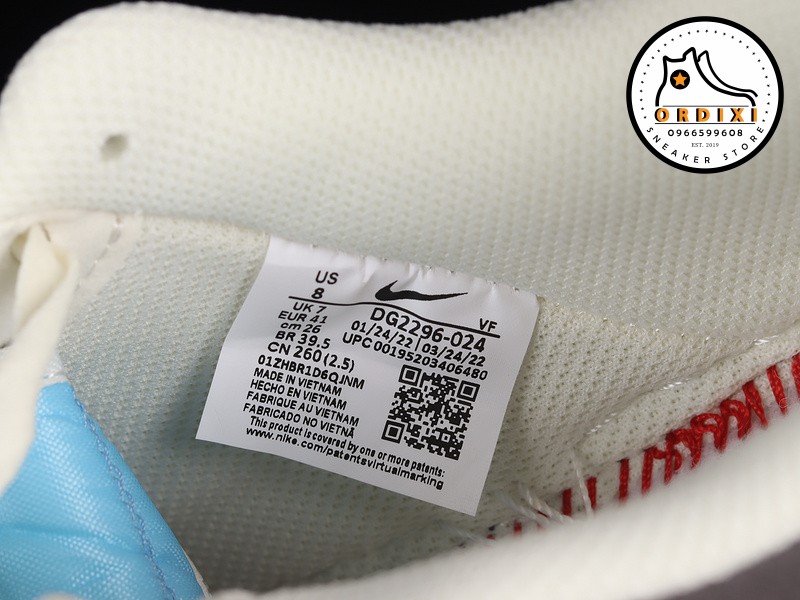 ORDIXI
0966599608
EST, 2019
SNEAKER STORE
US
8
UK 7
EUR 41
cm 26
BR 39.5
CN 260 (2.5)
DG2296-024
VF
01/24/22 | 03/24/22
UPC 00195203406480
01ZHBR1D6QJNM
MADE IN VIETNAM
HECHO EN VIETNAM
FABRIQUE AU VIETNAM
FABRICADO NO VIETNÃ
This product is covered by one or more patents:
www.nike.com/patentsvirtualmarking